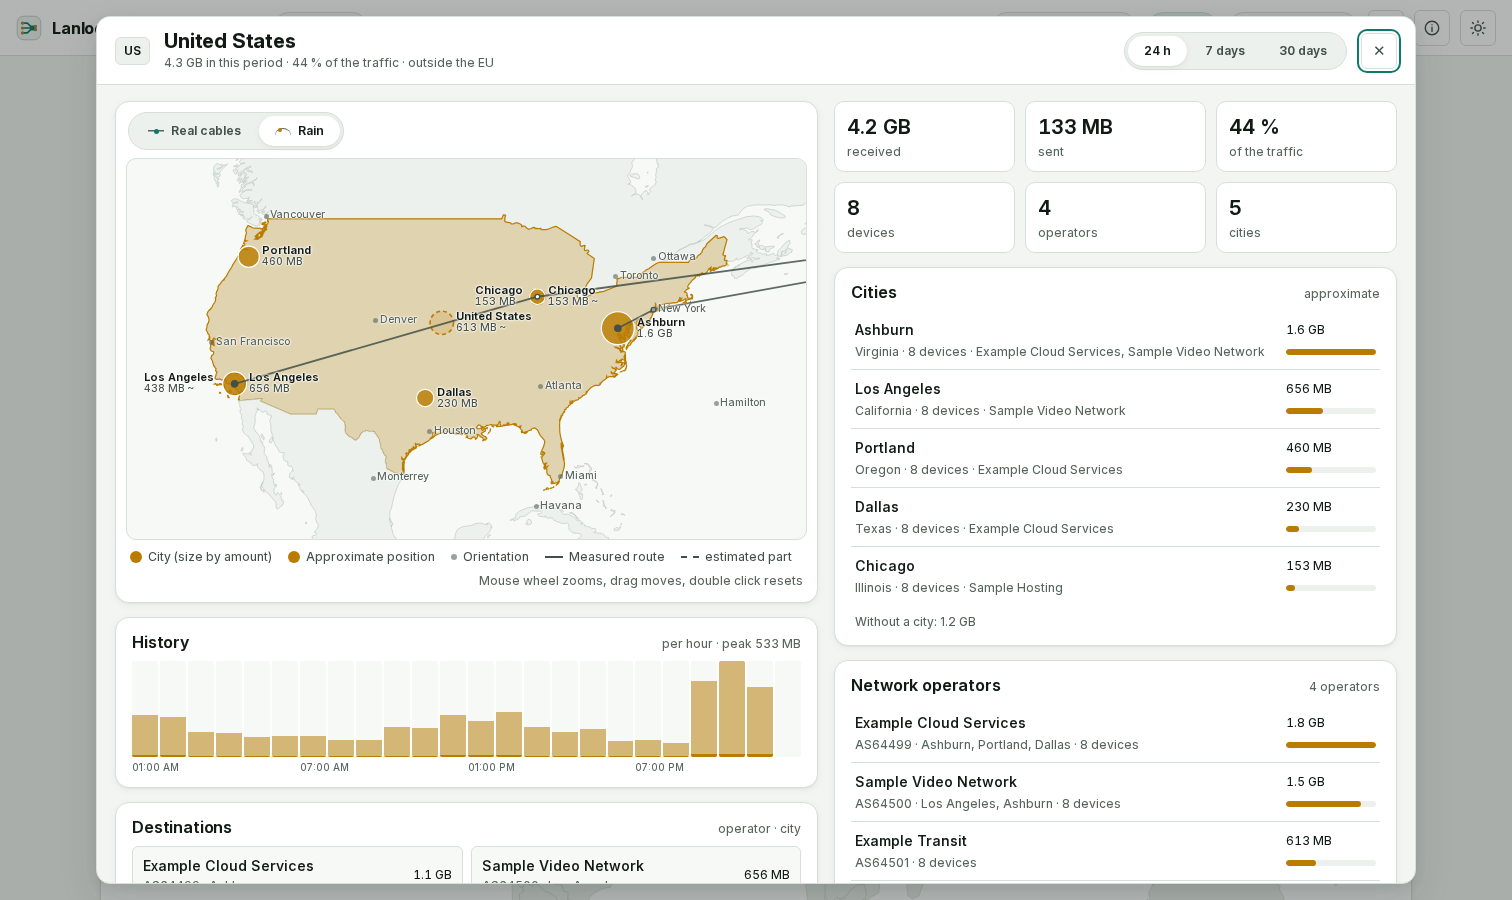 Lanlo
US
United States
4.3 GB in this period · 44 % of the traffic · outside the EU
24 h
7 days
30 days
Real cables
Rain
Vancouver
Portland
460 MB
Ottawa
Toronto
Chicago
153 MB
Chicago
153 MB ~
New York
United States
613 MB ~
Denver
Ashburn
1.6 GB
San Francisco
Los Angeles
438 MB ~
Los Angeles
656 MB
Atlanta
Dallas
230 MB
Hamilton
Houston
Monterrey
Miami
Havana
City (size by amount)
Approximate position
Orientation
Measured route
estimated part
Mouse wheel zooms, drag moves, double click resets
History
per hour · peak 533 MB
01:00 AM
07:00 AM
01:00 PM
07:00 PM
Destinations
operator · city
Example Cloud Services
1.1 GB
Sample Video Network
656 MB
4.2 GB
received
133 MB
sent
44 %
of the traffic
8
devices
4
operators
5
cities
Cities
approximate
Ashburn
1.6 GB
Virginia · 8 devices · Example Cloud Services, Sample Video Network
Los Angeles
656 MB
California · 8 devices · Sample Video Network
Portland
460 MB
Oregon · 8 devices · Example Cloud Services
Dallas
230 MB
Texas · 8 devices · Example Cloud Services
Chicago
153 MB
Illinois · 8 devices · Sample Hosting
Without a city: 1.2 GB
Network operators
4 operators
Example Cloud Services
1.8 GB
AS64499 · Ashburn, Portland, Dallas · 8 devices
Sample Video Network
1.5 GB
AS64500 · Los Angeles, Ashburn · 8 devices
Example Transit
613 MB
AS64501 · 8 devices